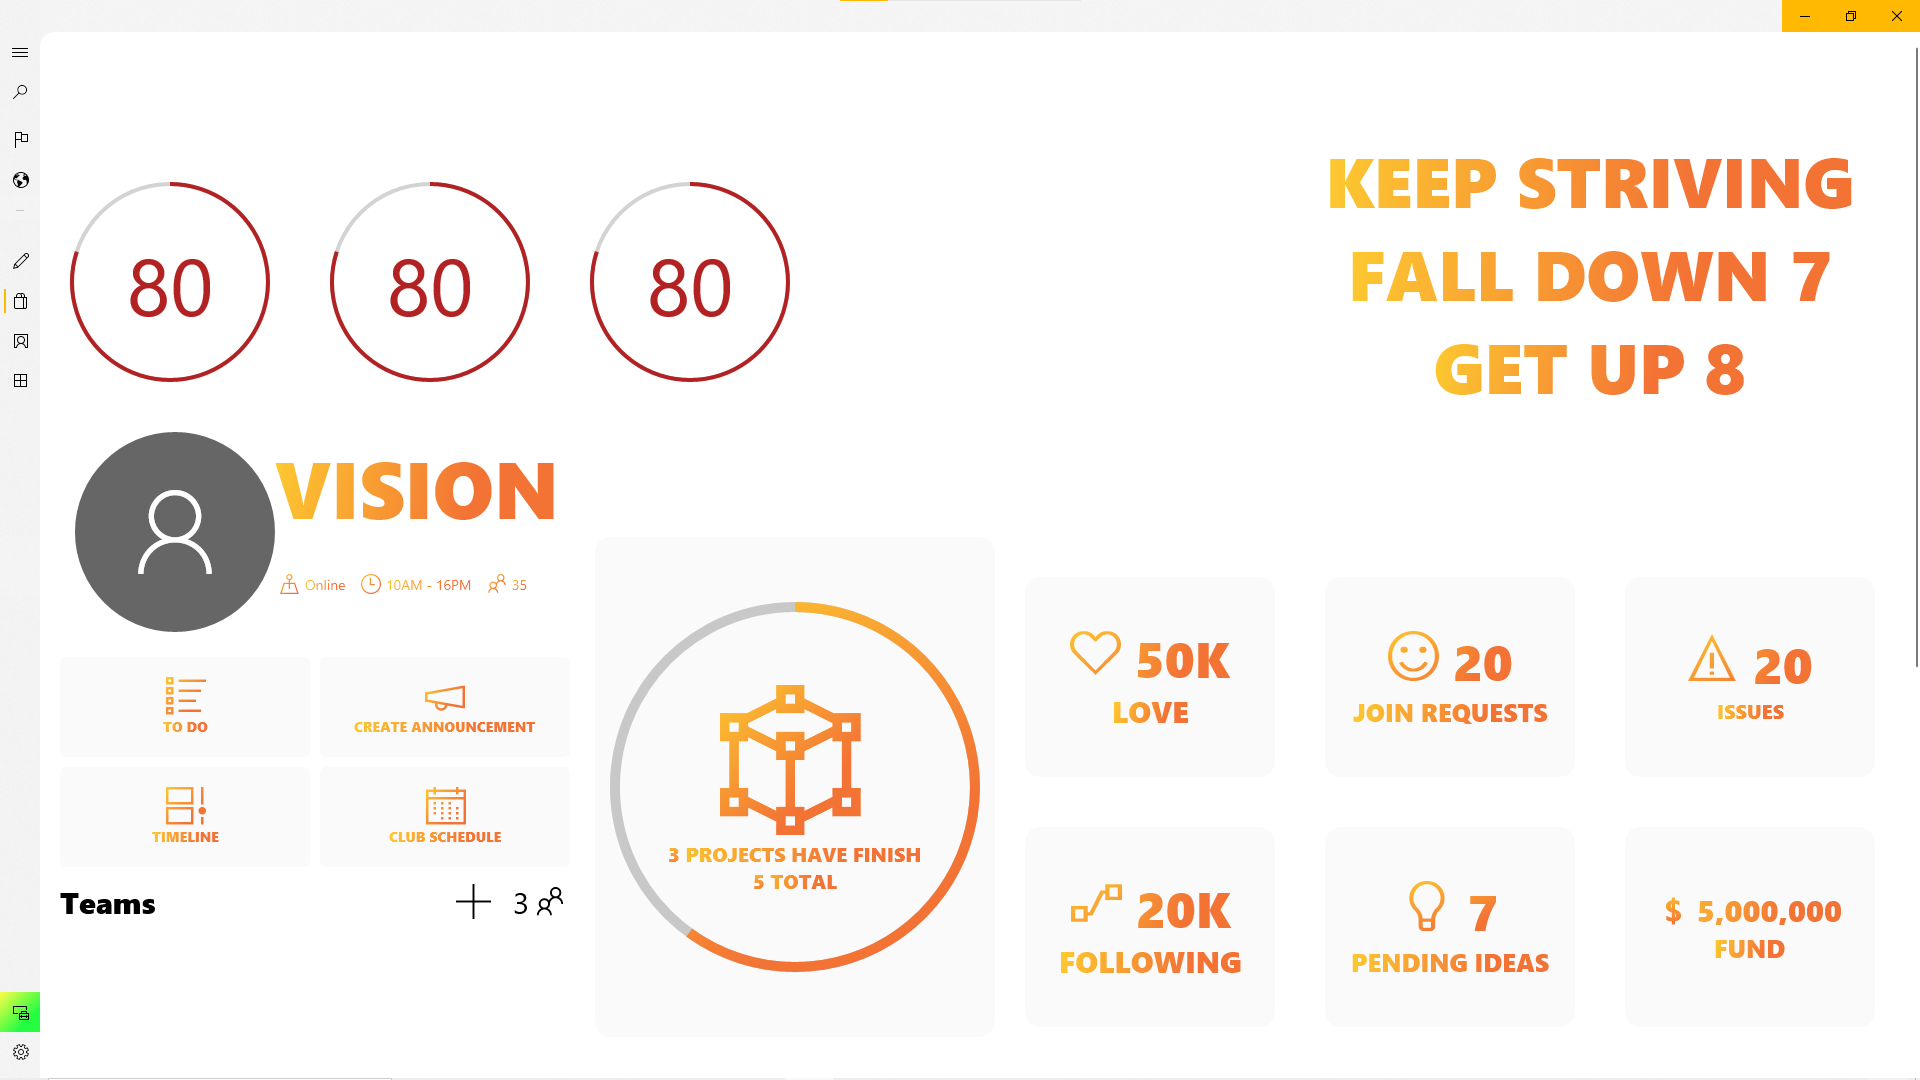 KEEP STRIVING
FALL DOWN 7
GET UP 8
80
80
80
VISION
Online
10AM - 16PM
35
TO DO
CREATE ANNOUNCEMENT
TIMELINE
CLUB SCHEDULE
Teams
3
3 PROJECTS HAVE FINISH
5 TOTAL
50K
LOVE
20
JOIN REQUESTS
20
ISSUES
20K
FOLLOWING
7
PENDING IDEAS
$ 5,000,000
FUND